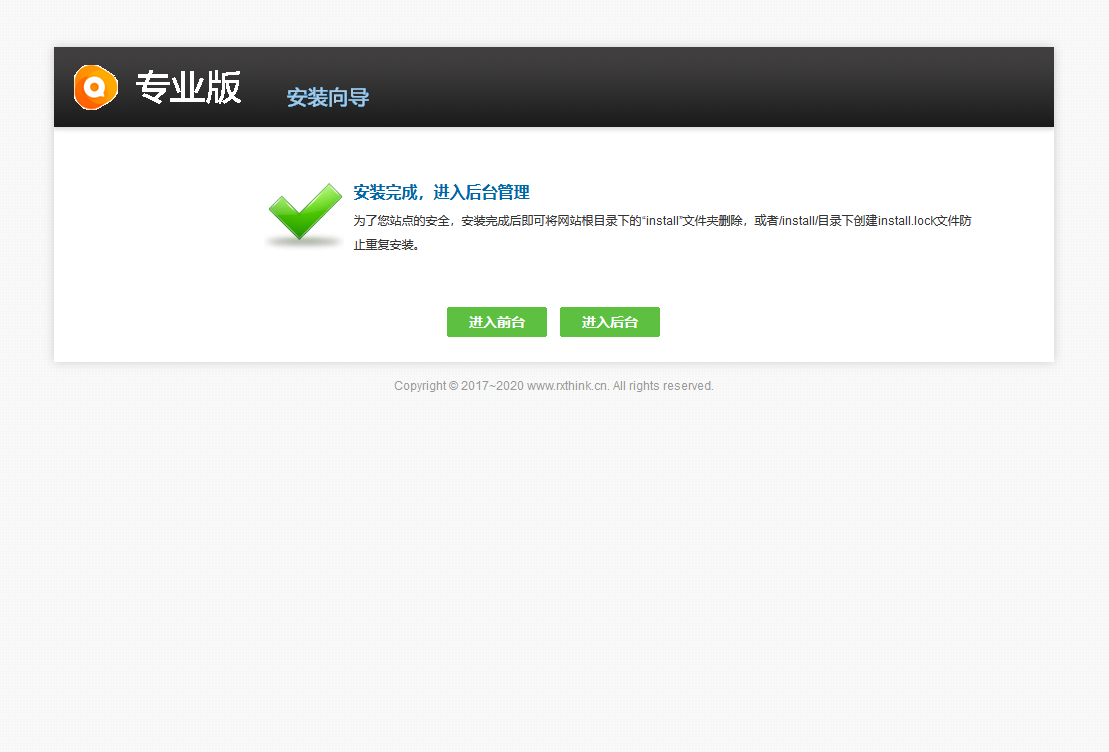 专业版
安装向导
安装完成，进入后台管理
为了您站点的安全，安装完成后即可将网站根目录下的“install”文件夹删除，或者/install/目录下创建install.lock文件防
止重复安装。
进入前台
进入后台
Copyright © 2017~2020 www.rxthink.cn. All rights reserved.